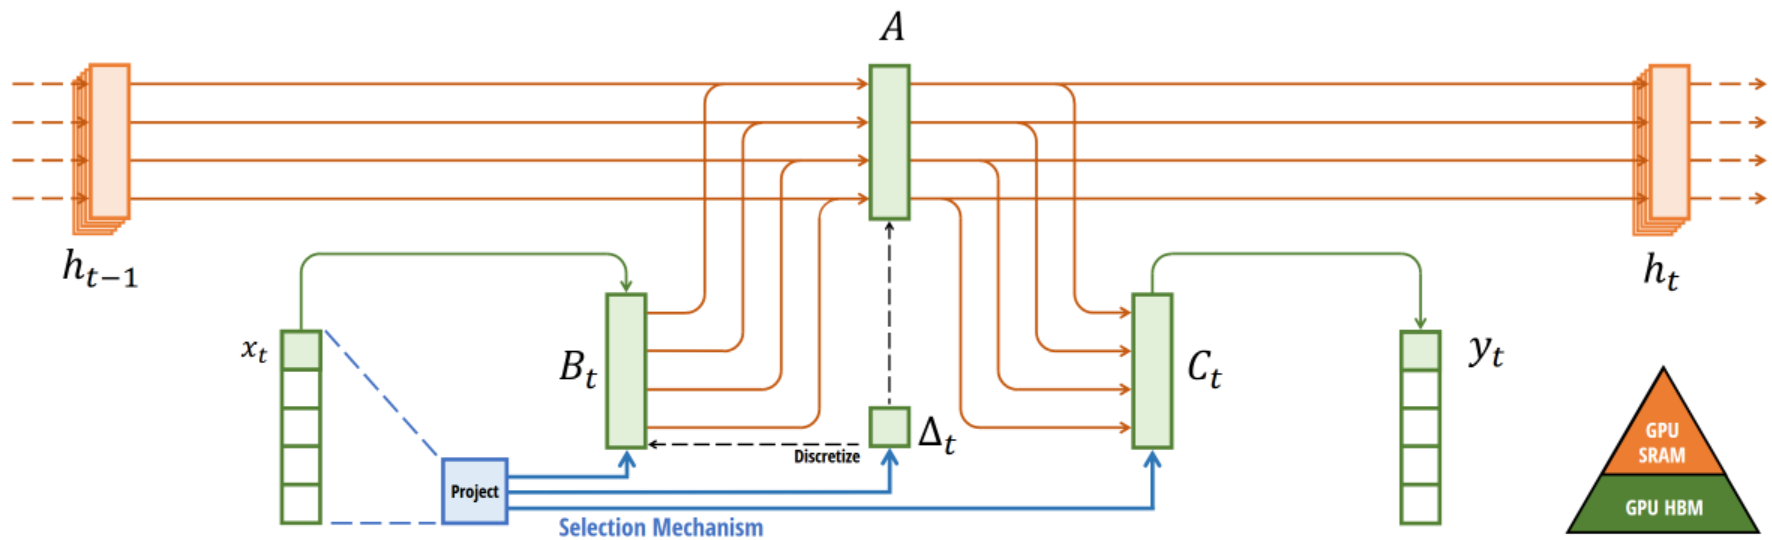 A
h_{t-1}
h_t
x_t
B_t
C_t
y_t
Δ_t
Discretize
Project
Selection Mechanism
GPU
SRAM
GPU HBM